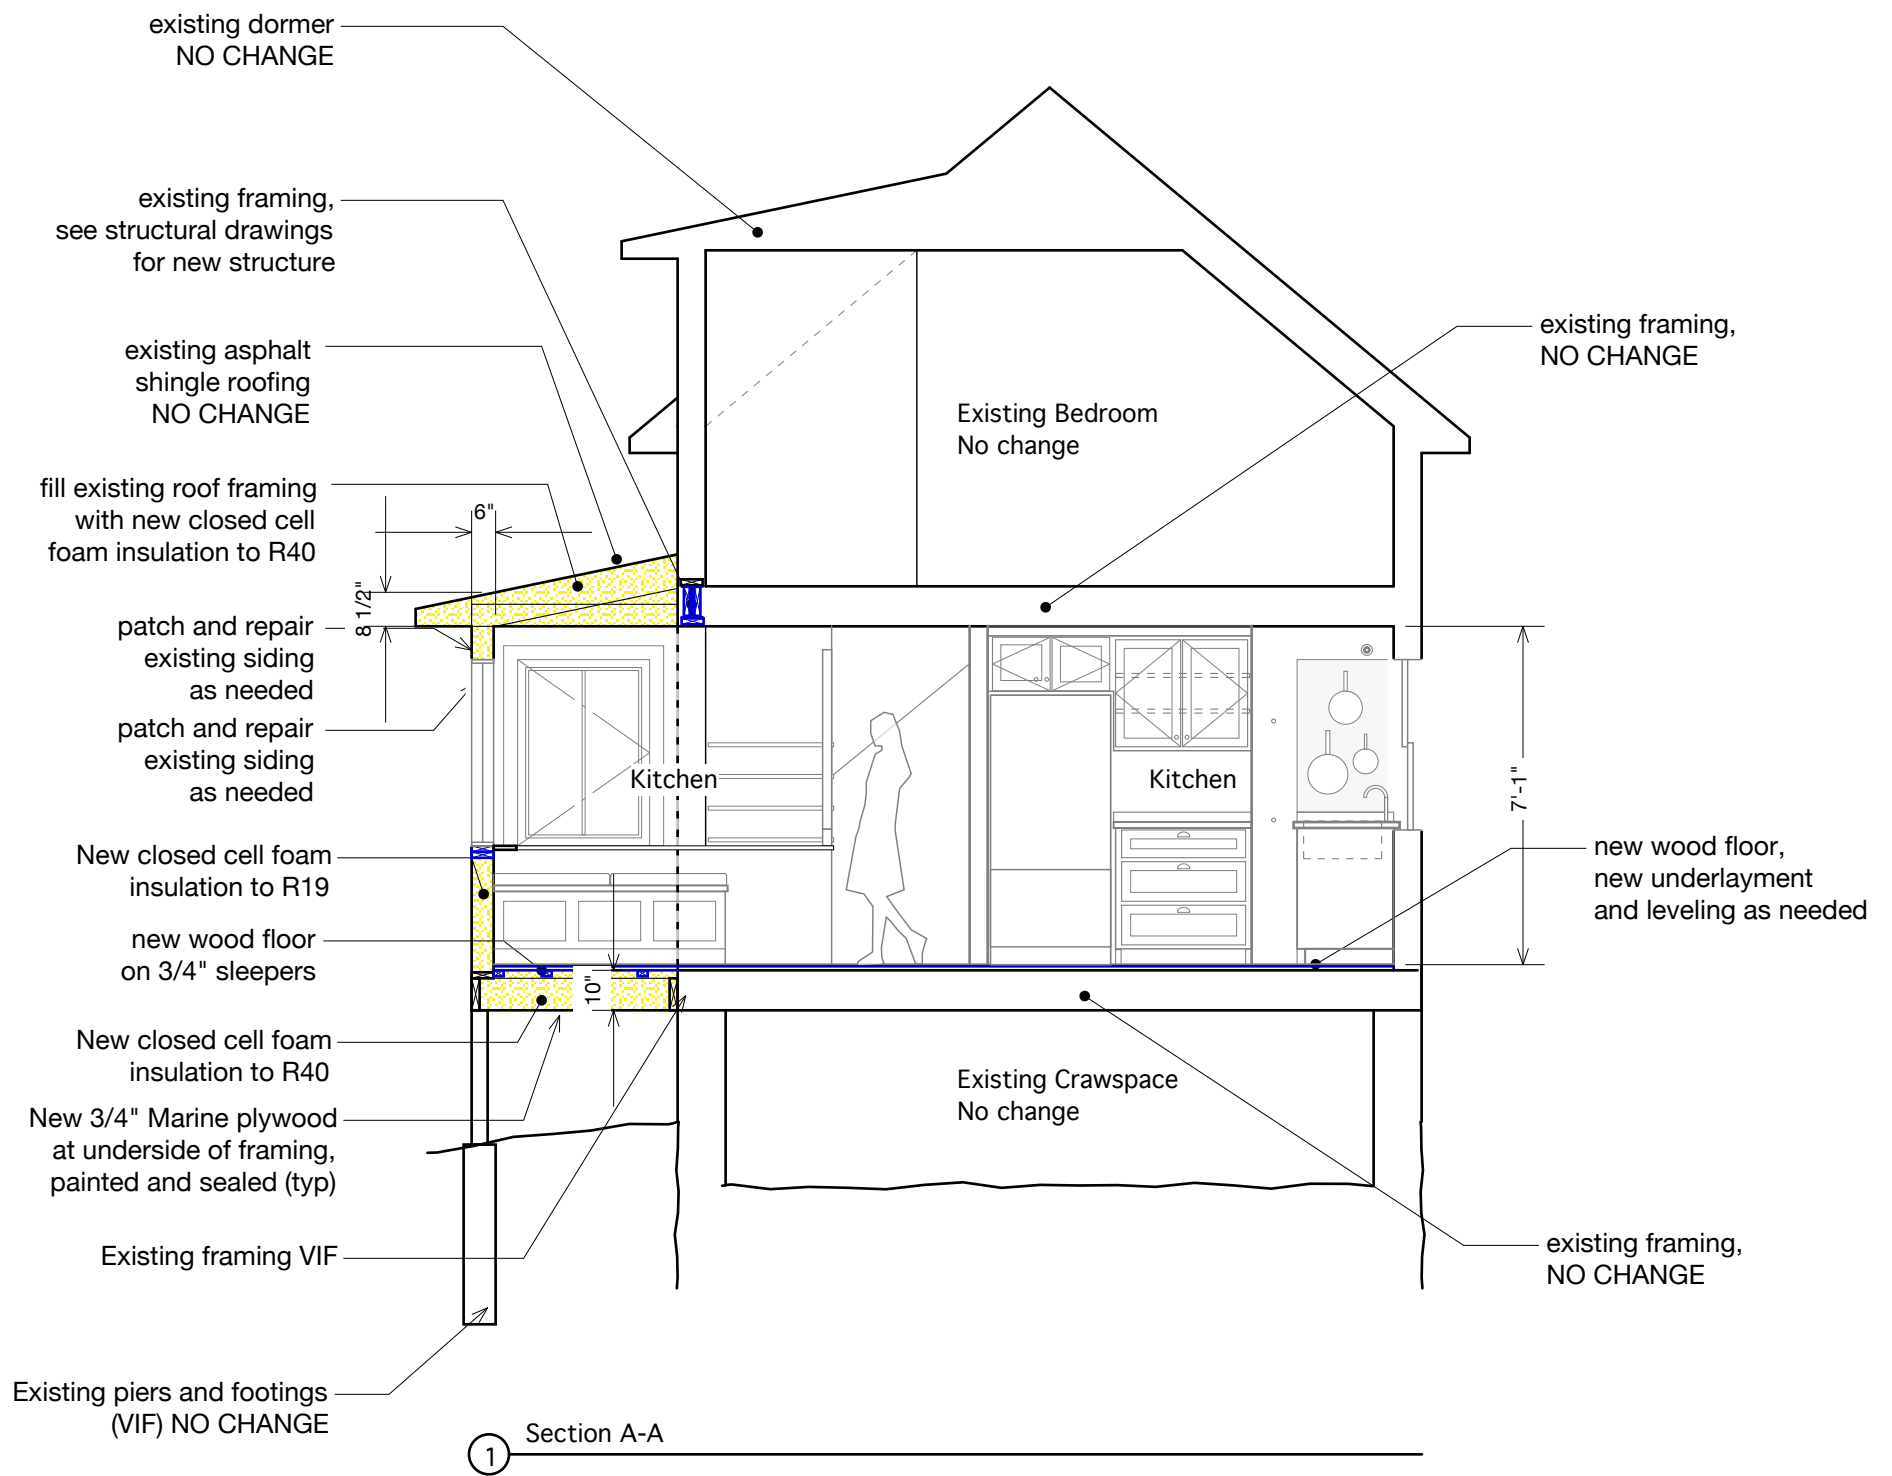 existing dormer
NO CHANGE
existing framing,
see structural drawings
for new structure
existing asphalt
shingle roofing
NO CHANGE
fill existing roof framing
with new closed cell
foam insulation to R40
6"
8 1/2"
patch and repair
existing siding
as needed
patch and repair
existing siding
as needed
New closed cell foam
insulation to R19
new wood floor
on 3/4" sleepers
10"
New closed cell foam
insulation to R40
New 3/4" Marine plywood
at underside of framing,
painted and sealed (typ)
Existing framing VIF
Existing piers and footings
(VIF) NO CHANGE
Existing Bedroom
No change
Kitchen
Kitchen
Existing Crawspace
No change
existing framing,
NO CHANGE
7'-1"
new wood floor,
new underlayment
and leveling as needed
existing framing,
NO CHANGE
1
Section A-A